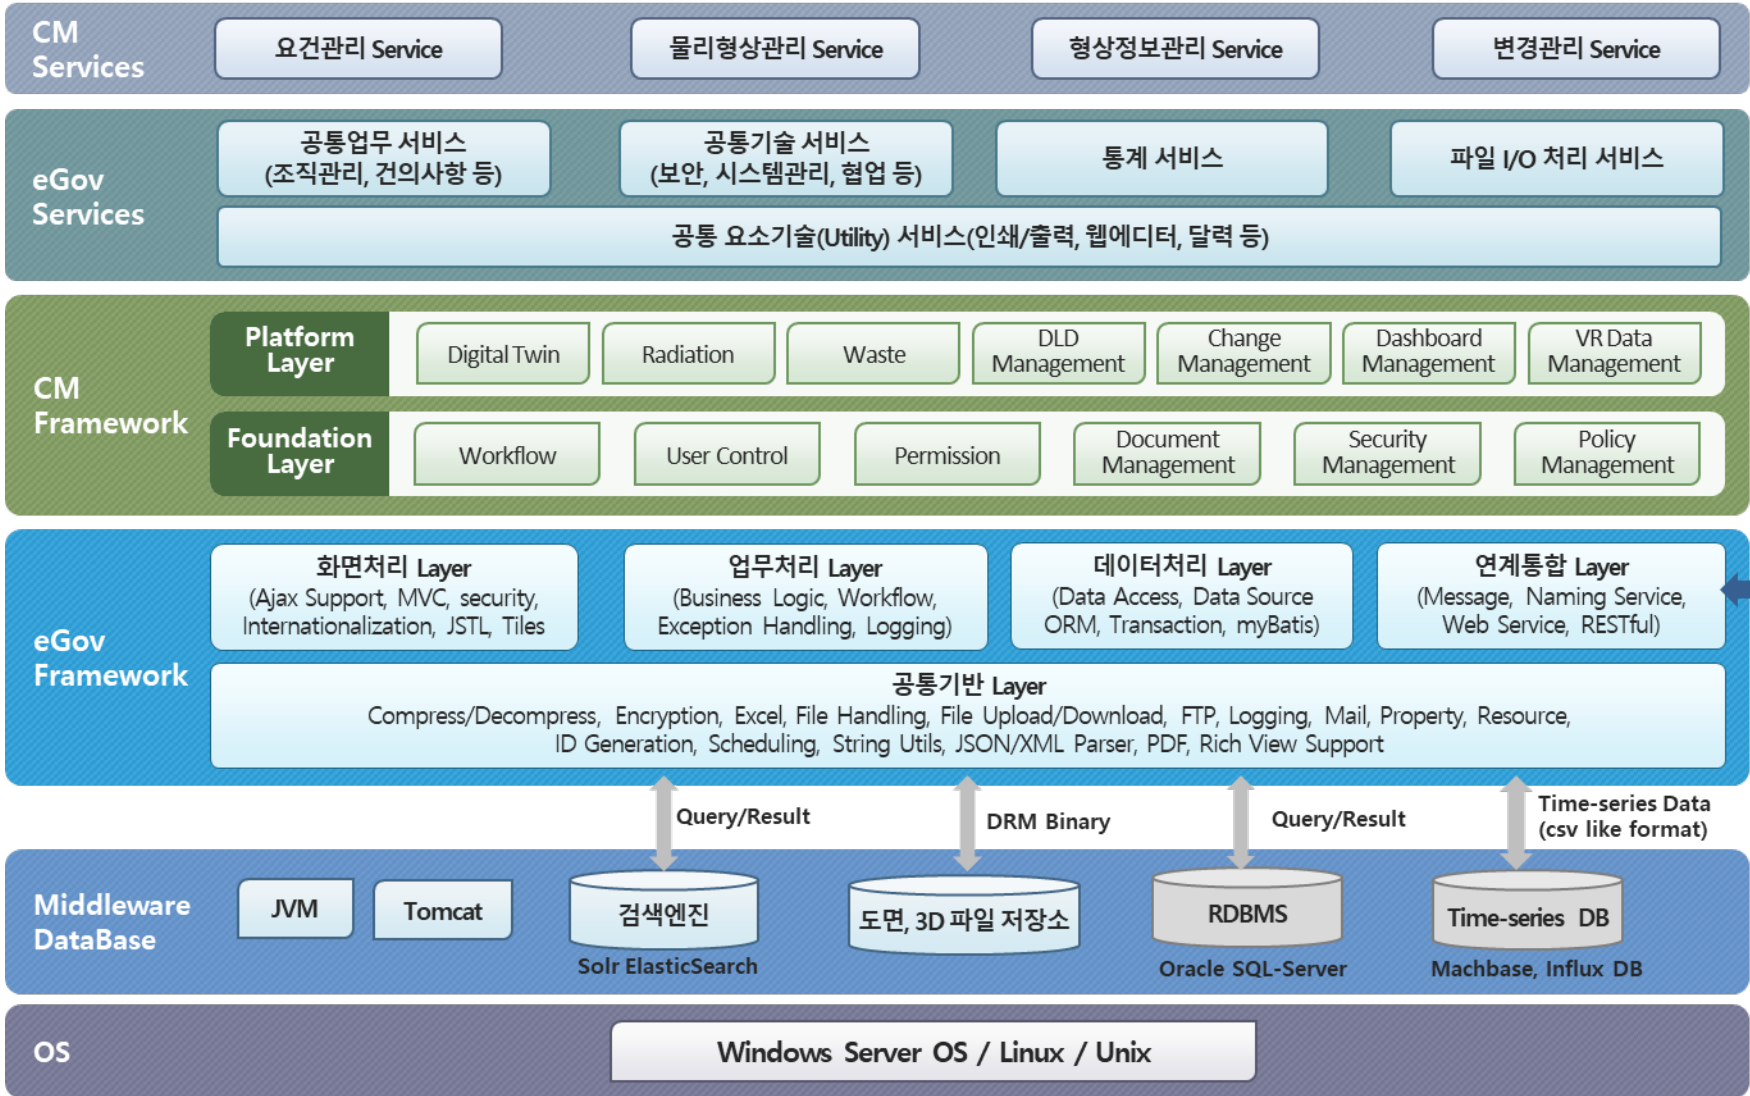 CM
Services
요건관리 Service
물리형상관리 Service
형상정보관리 Service
변경관리 Service
eGov
Services
공통업무 서비스
(조직관리, 건의사항 등)
공통기술 서비스
(보안, 시스템관리, 협업 등)
통계 서비스
파일 I/O 처리 서비스
공통 요소기술(Utility) 서비스(인쇄/출력, 웹에디터, 달력 등)
CM
Framework
Platform
Layer
Digital Twin
Radiation
Waste
DLD
Management
Change
Management
Dashboard
Management
VR Data
Management
Foundation
Layer
Workflow
User Control
Permission
Document
Management
Security
Management
Policy
Management
eGov
Framework
화면처리 Layer
(Ajax Support, MVC, security,
Internationalization, JSTL, Tiles
업무처리 Layer
(Business Logic, Workflow,
Exception Handling, Logging)
데이터처리 Layer
(Data Access, Data Source
ORM, Transaction, myBatis)
연계통합 Layer
(Message, Naming Service,
Web Service, RESTful)
공통기반 Layer
Compress/Decompress, Encryption, Excel, File Handling, File Upload/Download, FTP, Logging, Mail, Property, Resource,
ID Generation, Scheduling, String Utils, JSON/XML Parser, PDF, Rich View Support
Query/Result
DRM Binary
Query/Result
Time-series Data
(csv like format)
Middleware
DataBase
JVM
Tomcat
검색엔진
Solr ElasticSearch
도면, 3D 파일 저장소
RDBMS
Oracle SQL-Server
Time-series DB
Machbase, Influx DB
OS
Windows Server OS / Linux / Unix